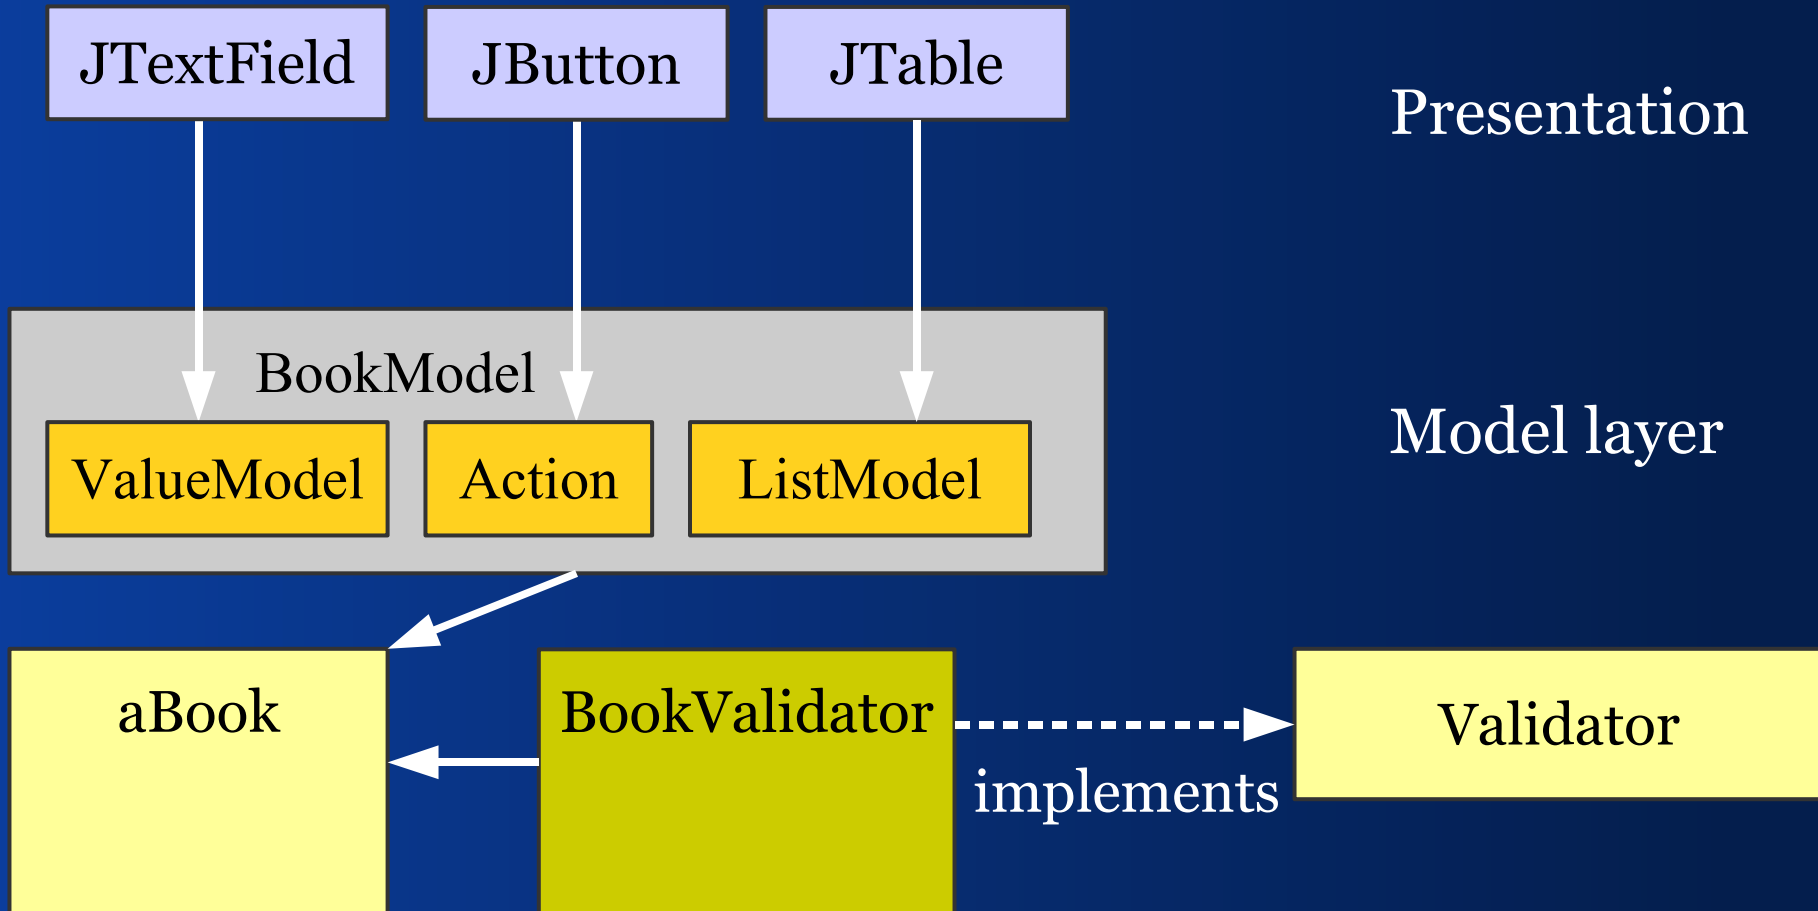 JTextField
JButton
JTable
Presentation
BookModel
ValueModel
Action
ListModel
Model layer
aBook
BookValidator
implements
Validator